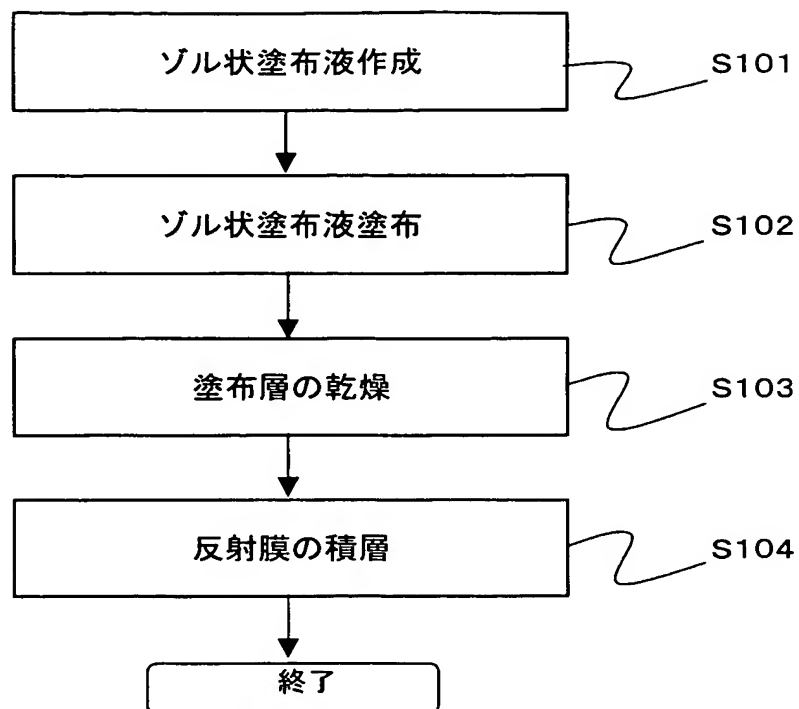 ゾル状塗布液作成
S101
ゾル状塗布液塗布
S102
塗布層の乾燥
S103
反射膜の積層
S104
終了